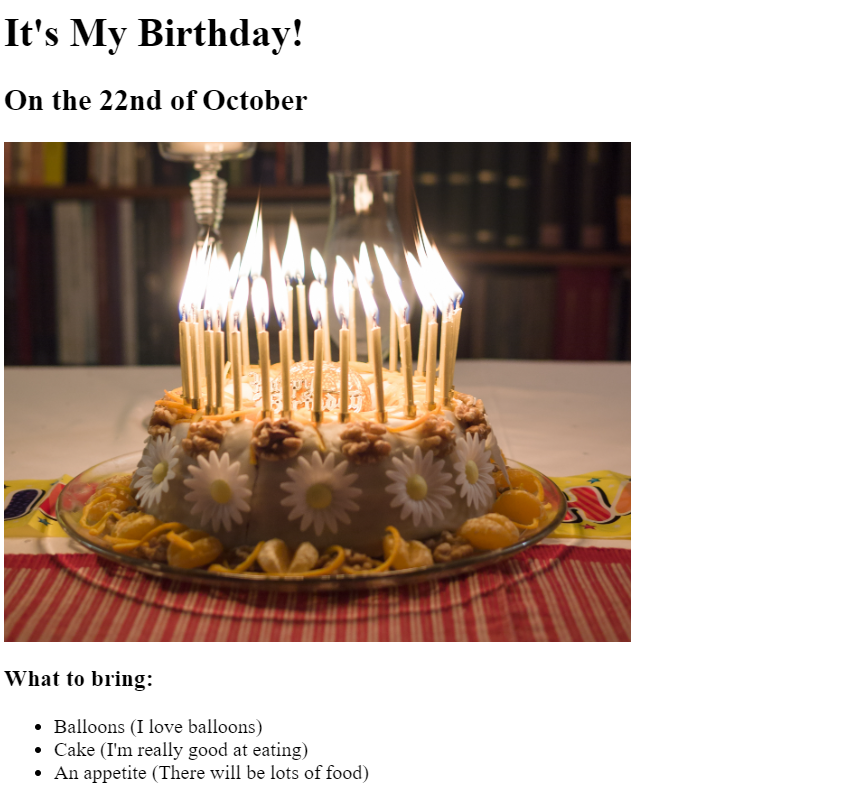 It's My Birthday!
On the 22nd of October
What to bring:
Balloons (I love balloons)
Cake (I'm really good at eating)
An appetite (There will be lots of food)